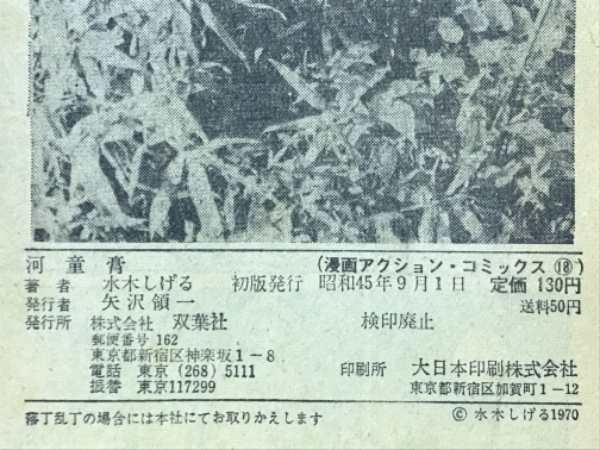 河童膏 (漫画アクション・コミックス⑱)
著者 水木しげる 初版発行 昭和45年9月1日 定価130円
発行者 矢沢領一 送料50円
発行所 株式会社 双葉社 検印廃止
郵便番号 162
東京都新宿区神楽坂1-8
電話 東京 (268) 5111 印刷所 大日本印刷株式会社
振替 東京117299 東京都新宿区加賀町1-12
落丁乱丁の場合には本社にてお取りかえします ©水木しげる1970